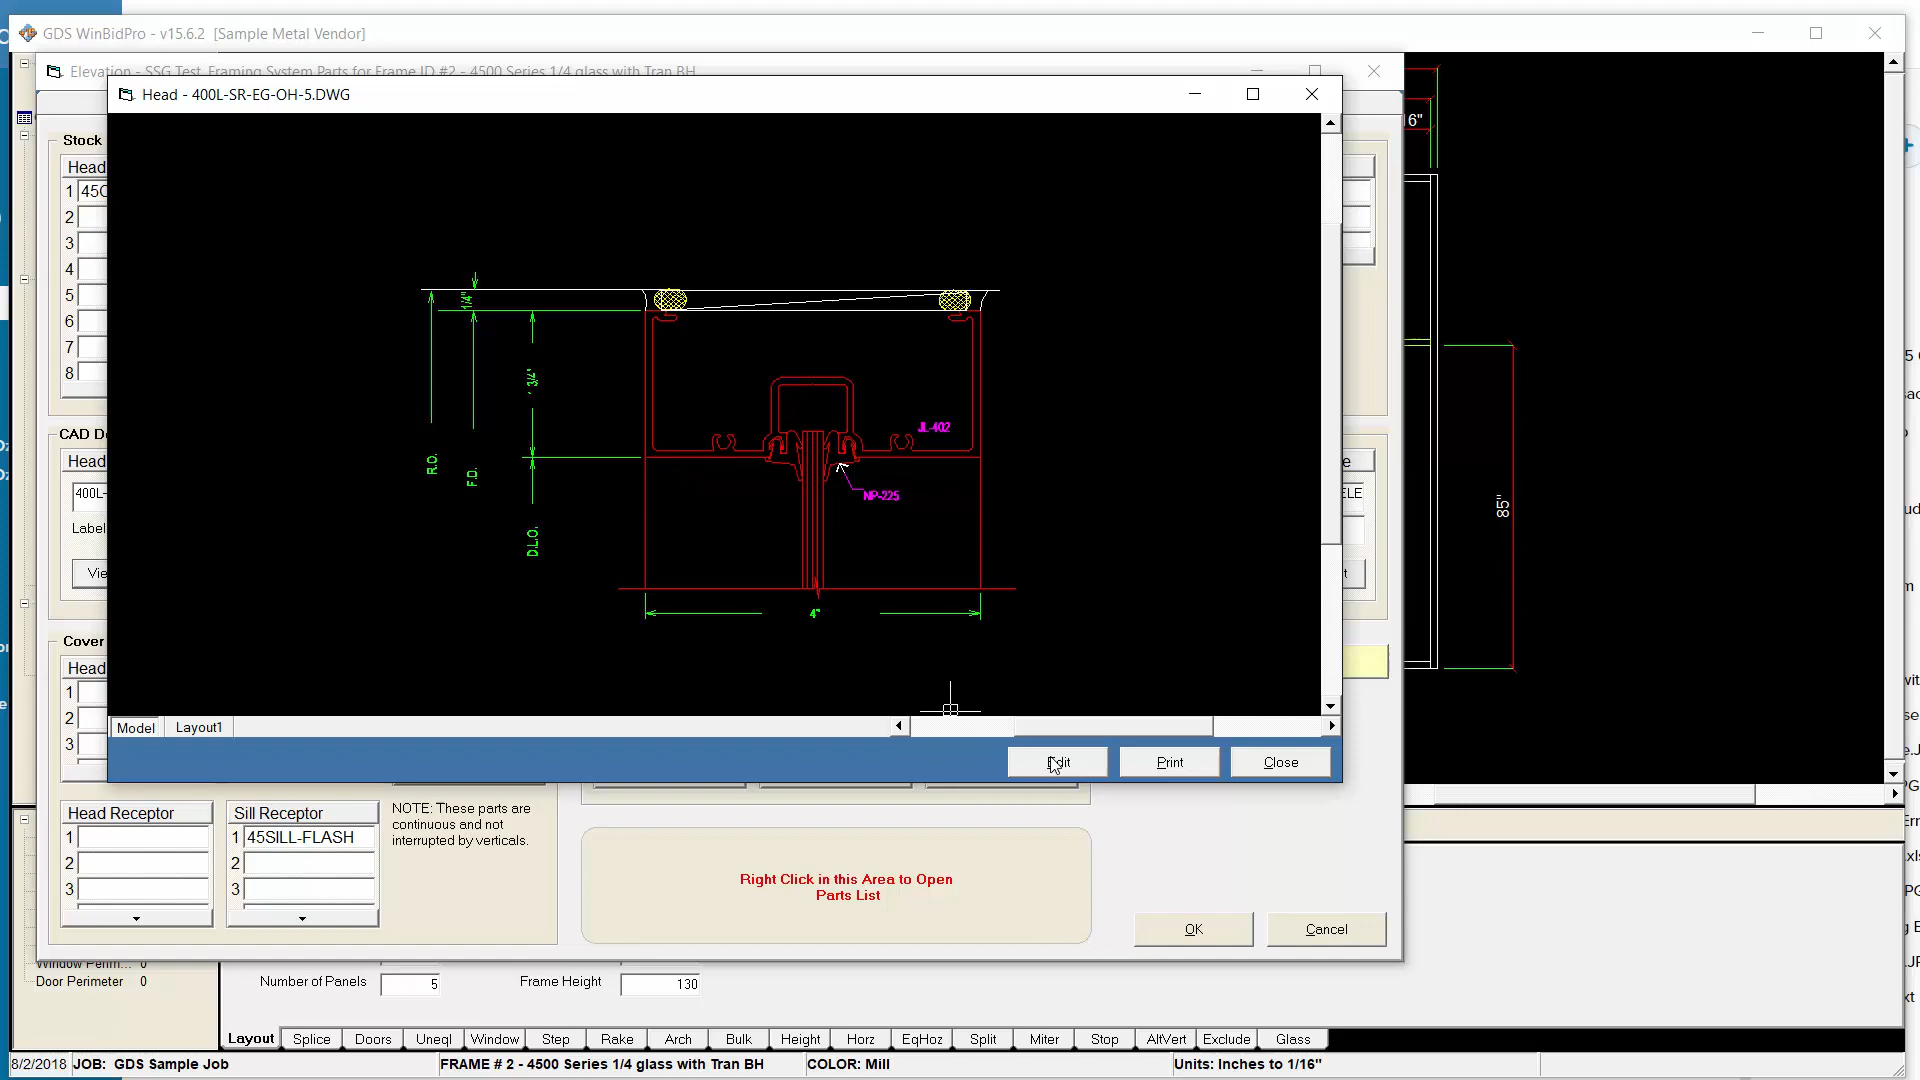 GDS WinBidPro - v15.6.2 [Sample Metal Vendor]
Elevation - SSG Test, Framing System Parts for Frame ID #2 - 4500 Series 1/4 glass with Tran BH
Head - 400L-SR-EG-OH-5.DWG
Stock
Head
1
2
3
4
5
6
7
8
CAD De
Head
400L-
Label
Vie
Cover
Head
1
2
3
1/4"
3/4"
R.O.
F.D.
D.L.O.
JL-402
NP-225
4"
6"
85"
Model
Layout1
Edit
Print
Close
Head Receptor
1
2
3
Sill Receptor
1 45SILL-FLASH
2
3
NOTE: These parts are
continuous and not
interrupted by verticals.
Right Click in this Area to Open
Parts List
OK
Cancel
Window Perim... 0
Door Perimeter 0
Number of Panels 5
Frame Height 130
Layout Splice Doors Uneql Window Step Rake Arch Bulk Height Horz EqHoz Split Miter Stop AltVert Exclude Glass
8/2/2018 JOB: GDS Sample Job FRAME # 2 - 4500 Series 1/4 glass with Tran BH COLOR: Mill Units: Inches to 1/16"